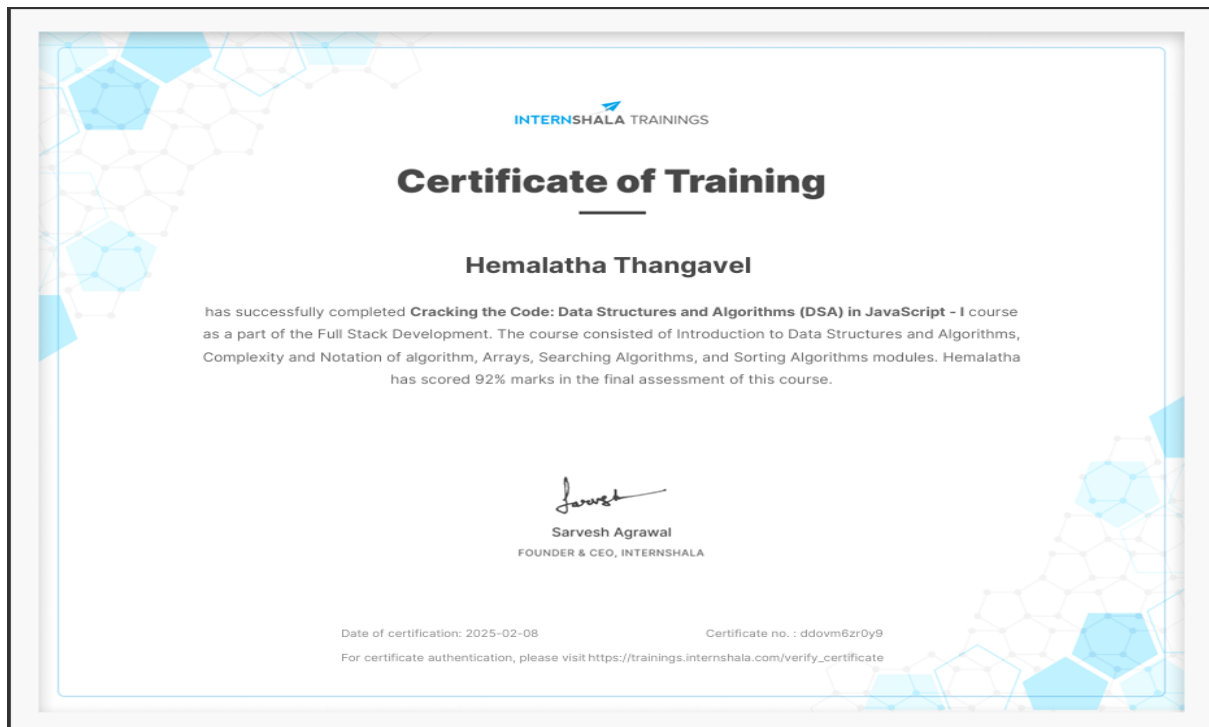 INTERNSHALA TRAININGS
Certificate of Training
Hemalatha Thangavel
has successfully completed Cracking the Code: Data Structures and Algorithms (DSA) in JavaScript - I course
as a part of the Full Stack Development. The course consisted of Introduction to Data Structures and Algorithms,
Complexity and Notation of algorithm, Arrays, Searching Algorithms, and Sorting Algorithms modules. Hemalatha
has scored 92% marks in the final assessment of this course.
Sarvesh
Sarvesh Agrawal
FOUNDER & CEO, INTERNSHALA
Date of certification: 2025-02-08 Certificate no. : ddovm6zr0y9
For certificate authentication, please visit https://trainings.internshala.com/verify_certificate